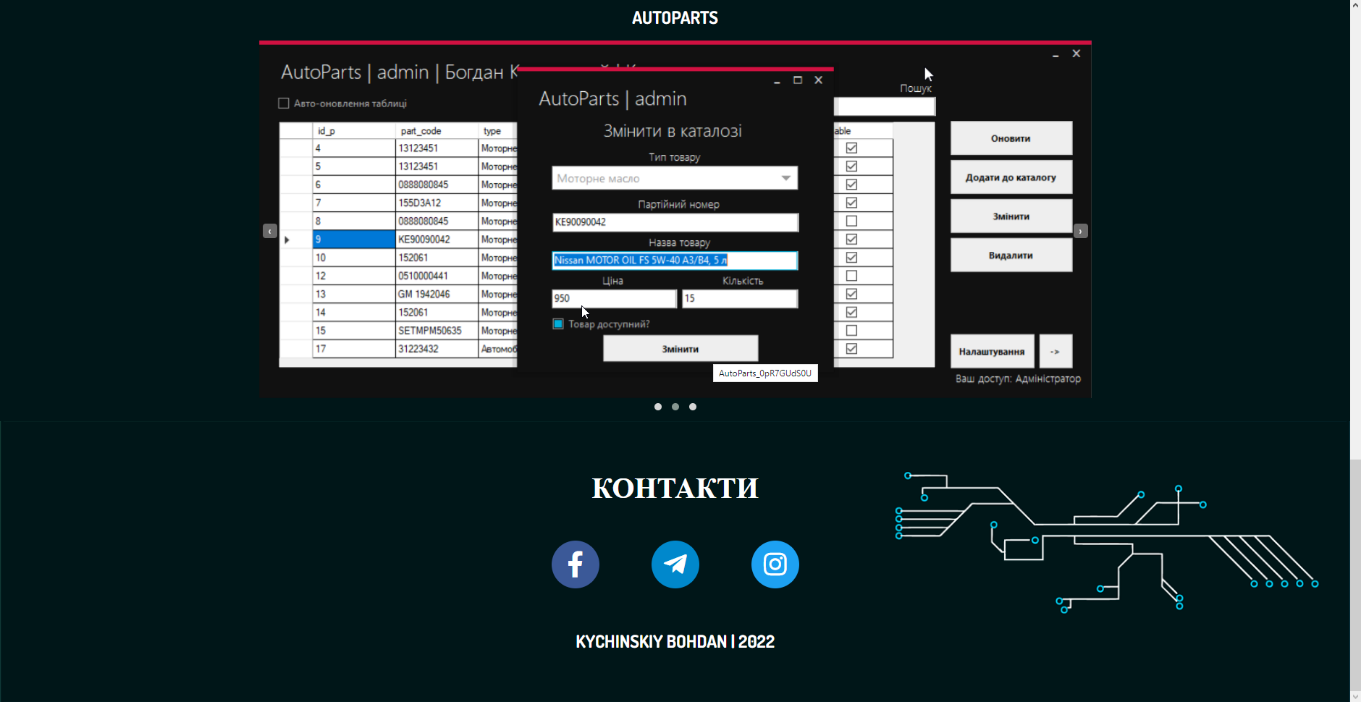 AUTOPARTS
AutoParts | admin | Богдан
Авто-оновлення таблиці
Пошук
id_p part_code type able
4 13123451 Моторне
5 13123451 Моторне
6 0888080845 Моторне
7 155D3A12 Моторне
8 0888080845 Моторне
9 KE90090042 Моторне
10 152061 Моторне
12 0510000441 Моторне
13 GM 1942046 Моторне
14 152061 Моторне
15 SETMPM50635 Моторне
17 31223432 Автомоб
AutoParts | admin
Змінити в каталозі
Тип товару
Моторне масло
Партійний номер
KE90090042
Назва товару
Nissan MOTOR OIL FS 5W-40 A3/B4, 5 л
Ціна Кількість
950 15
Товар доступний?
Змінити
AutoParts_0pR7GUdS0U
Оновити
Додати до каталогу
Змінити
Видалити
Налаштування ->
Ваш доступ: Адміністратор
КОНТАКТИ
KYCHINSKIY BOHDAN | 2022